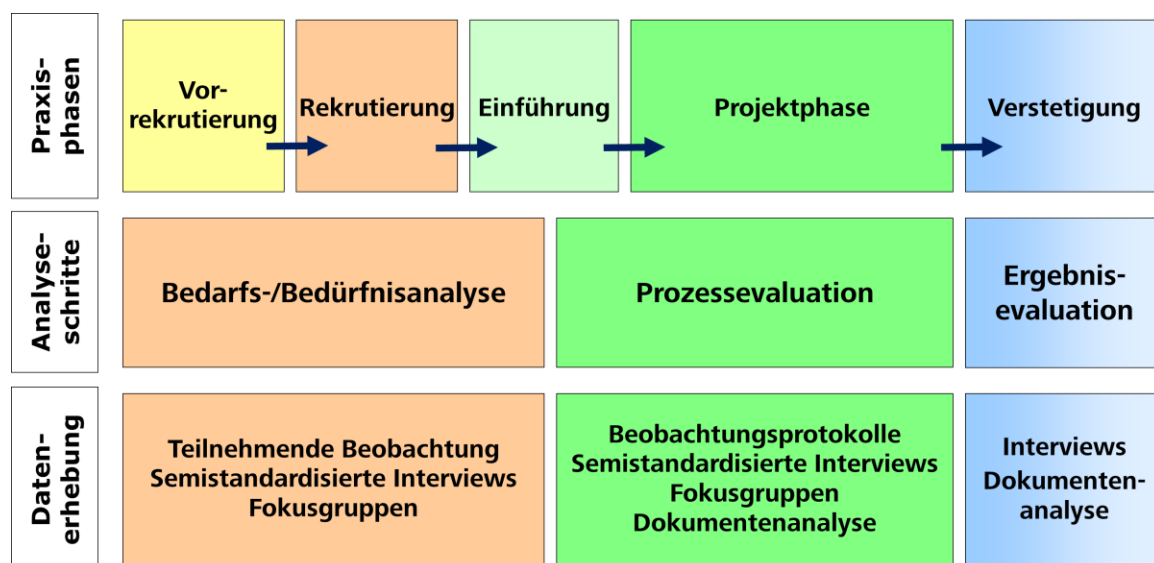 Praxis-
phasen
Vor-
rekrutierung
Rekrutierung
Einführung
Projektphase
Verstetigung
Analyse-
schritte
Bedarfs-/Bedürfnisanalyse
Prozessevaluation
Ergebnis-
evaluation
Daten-
erhebung
Teilnehmende Beobachtung
Semistandardisierte Interviews
Fokusgruppen
Beobachtungsprotokolle
Semistandardisierte Interviews
Fokusgruppen
Dokumentenanalyse
Interviews
Dokumenten-
analyse